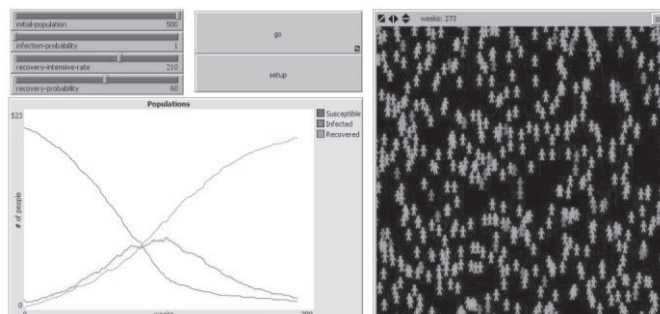 initial-population 500
infection-probability 1
recovery-intensive-rate 210
recovery-probability 60
go
setup
Populations
523
# of people
0
0
weeks
Susceptible
Infected
Recovered
weeks: 273